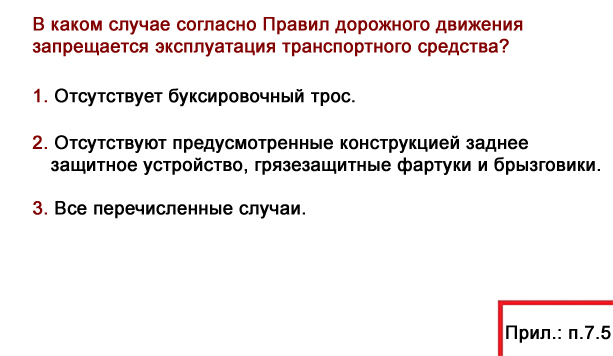 В каком случае согласно Правил дорожного движения
запрещается эксплуатация транспортного средства?
1. Отсутствует буксировочный трос.
2. Отсутствуют предусмотренные конструкцией заднее
защитное устройство, грязезащитные фартуки и брызговики.
3. Все перечисленные случаи.
Прил.: п.7.5